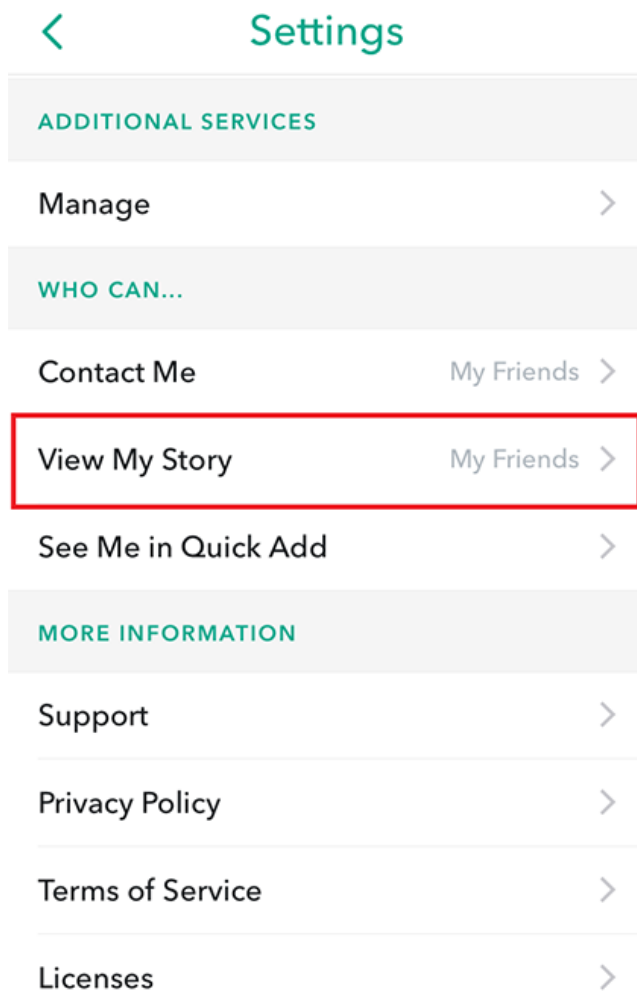 Settings
ADDITIONAL SERVICES
Manage
WHO CAN...
Contact Me My Friends
View My Story My Friends
See Me in Quick Add
MORE INFORMATION
Support
Privacy Policy
Terms of Service
Licenses